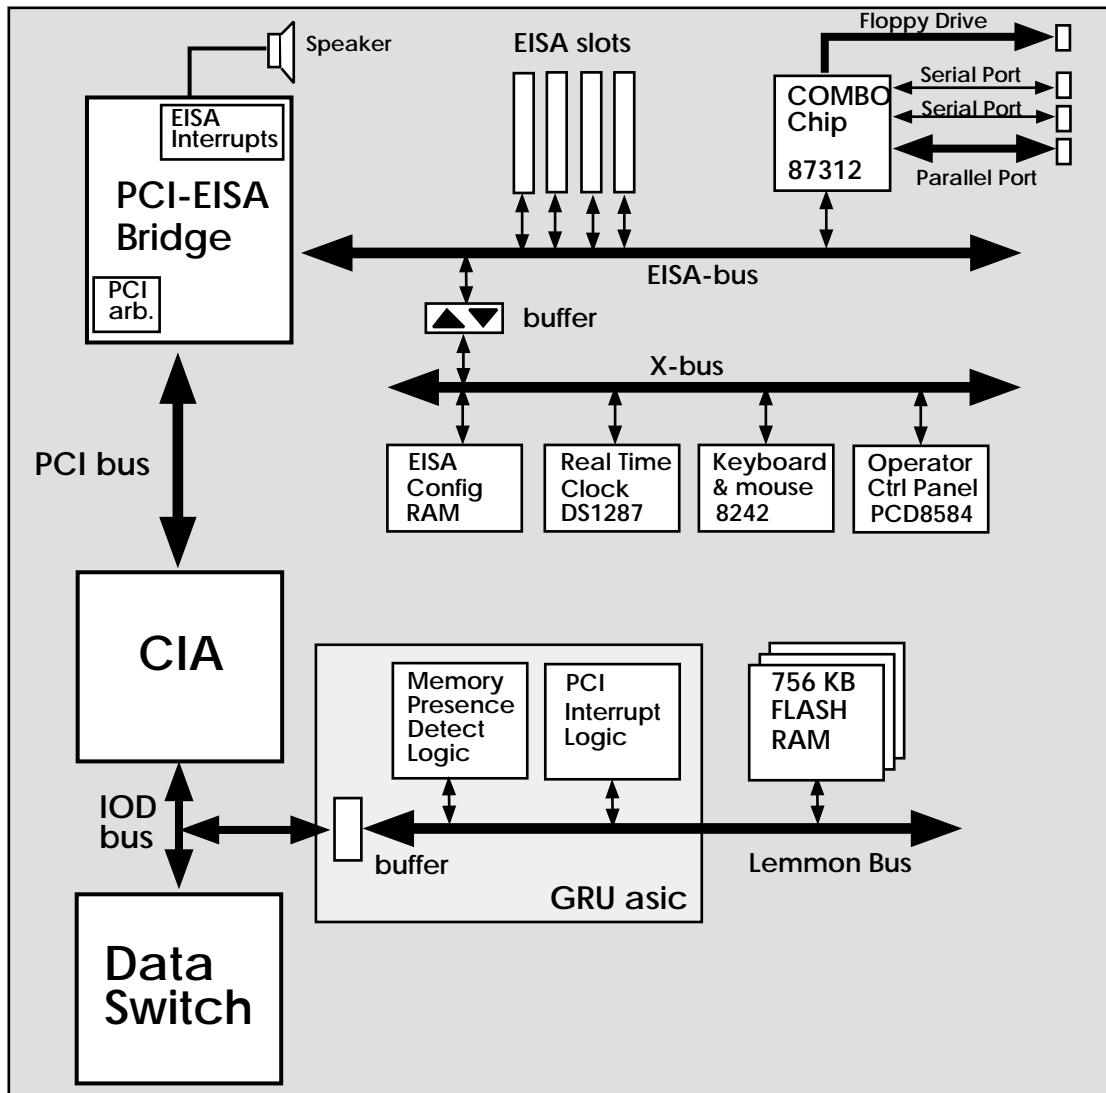 Floppy Drive
Speaker
EISA slots
Serial Port
COMBO
Chip
87312
Serial Port
Parallel Port
EISA
Interrupts
PCI-EISA
Bridge
PCI
arb.
EISA-bus
buffer
X-bus
PCI bus
EISA
Config
RAM
Real Time
Clock
DS1287
Keyboard
& mouse
8242
Operator
Ctrl Panel
PCD8584
CIA
Memory
Presence
Detect
Logic
PCI
Interrupt
Logic
756 KB
FLASH
RAM
IOD
bus
buffer
Lemmon Bus
GRU asic
Data
Switch